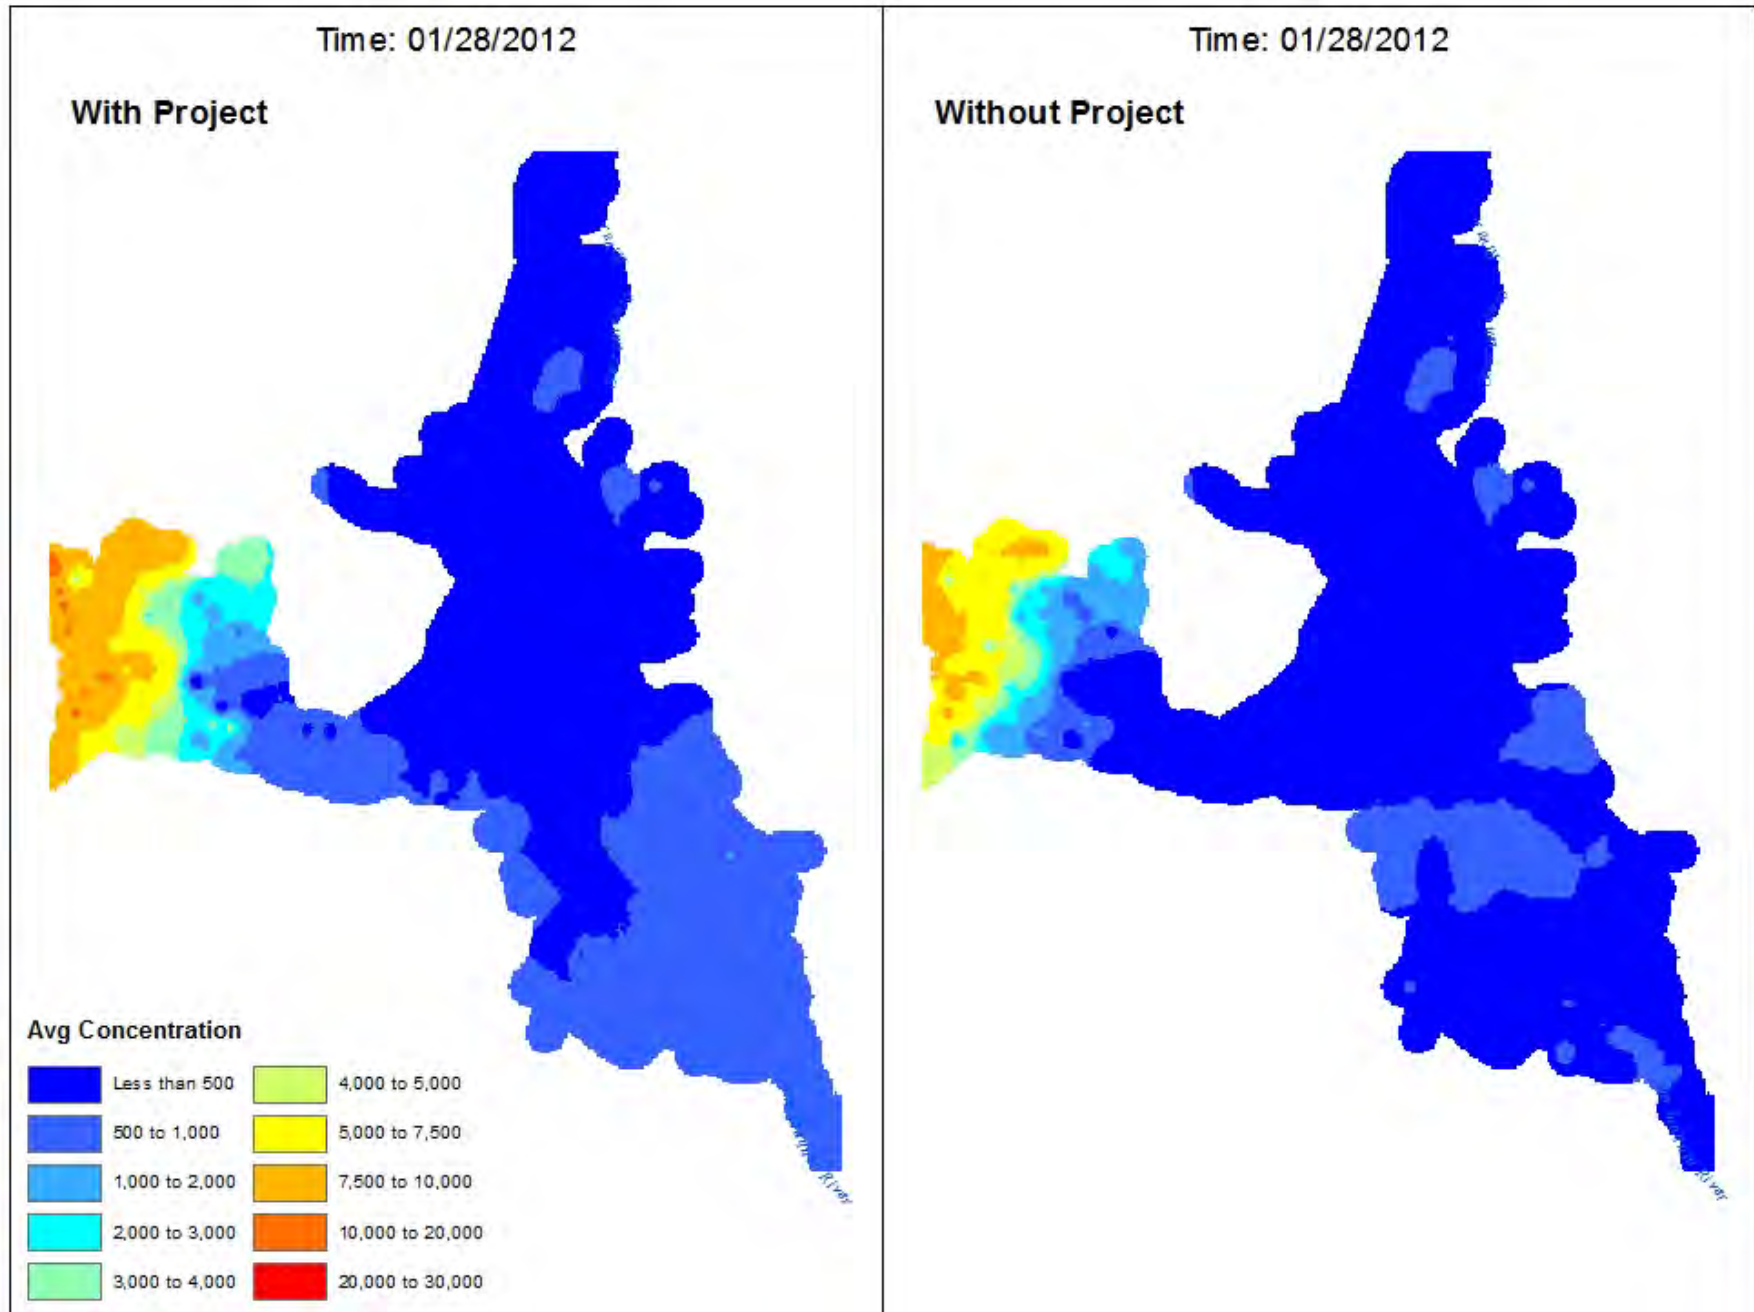 Time: 01/28/2012
With Project
Avg Concentration
Less than 500
500 to 1,000
1,000 to 2,000
2,000 to 3,000
3,000 to 4,000
4,000 to 5,000
5,000 to 7,500
7,500 to 10,000
10,000 to 20,000
20,000 to 30,000
River
Time: 01/28/2012
Without Project
River